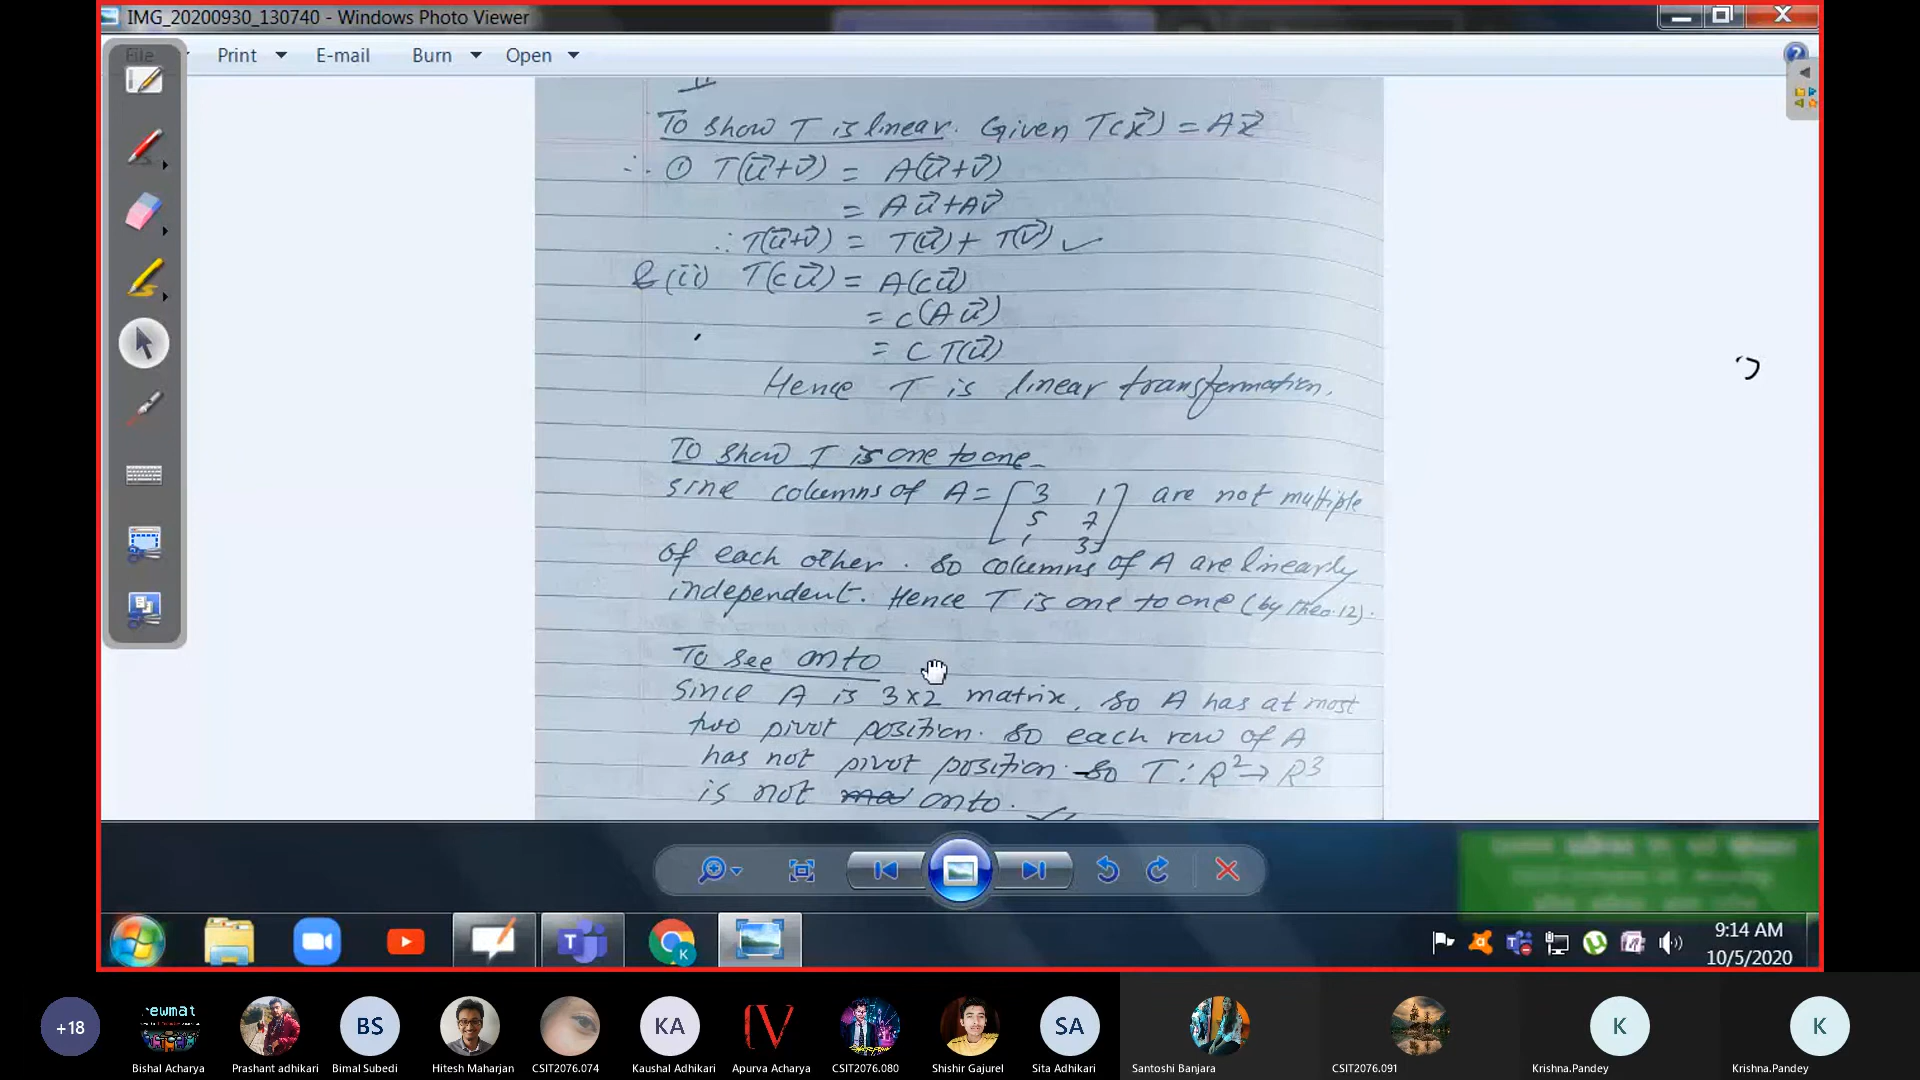 IMG_20200930_130740 - Windows Photo Viewer
File Print E-mail Burn Open
To show T is linear. Given T(x⃗) = Ax⃗
∴ ① T(u⃗+v⃗) = A(u⃗+v⃗)
= Au⃗+Av⃗
∴ T(u⃗+v⃗) = T(u⃗) + T(v⃗) ✓
& (ii) T(cu⃗) = A(cu⃗)
= c(Au⃗)
= c T(u⃗)
Hence T is linear transformation.
To show T is one to one
sine columns of A = [3 1 are not multiple
5 7
1 3]
of each other. so columns of A are linearly
independent. Hence T is one to one (by theo.12).
To see onto
Since A is 3×2 matrix, so A has at most
two pivot position. so each row of A
has not pivot position. so T: R² → R³
is not onto.
9:14 AM
10/5/2020
+18
ewmat
BS
KA
SA
K
K
Bishal Acharya Prashant adhikari Bimal Subedi Hitesh Maharjan CSIT2076.074 Kaushal Adhikari Apurva Acharya CSIT2076.080 Shishir Gajurel Sita Adhikari Santoshi Banjara CSIT2076.091 Krishna.Pandey Krishna.Pandey